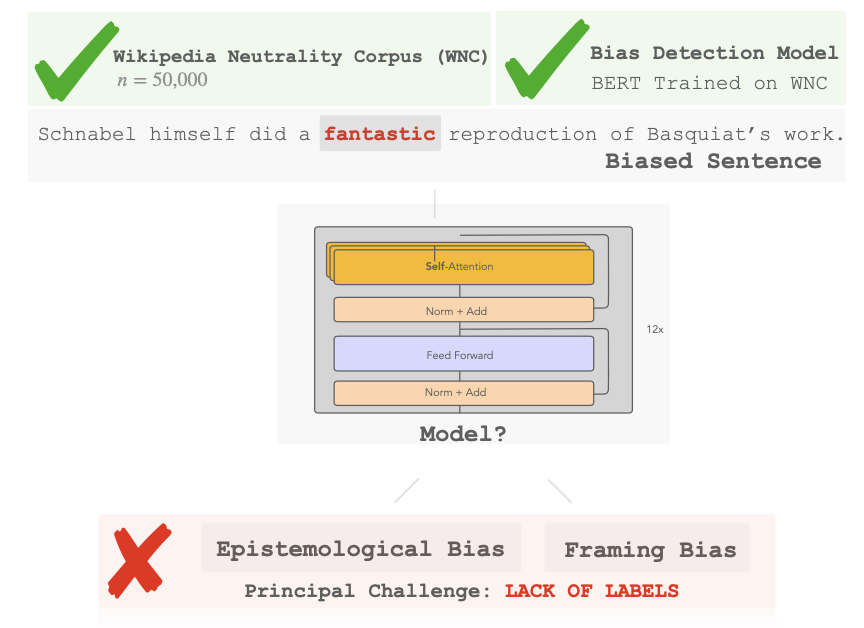 Wikipedia Neutrality Corpus (WNC)
n = 50,000
Bias Detection Model
BERT Trained on WNC
Schnabel himself did a fantastic reproduction of Basquiat’s work.
Biased Sentence
Self-Attention
Norm + Add
12x
Feed Forward
Norm + Add
Model?
Epistemological Bias
Framing Bias
Principal Challenge: LACK OF LABELS